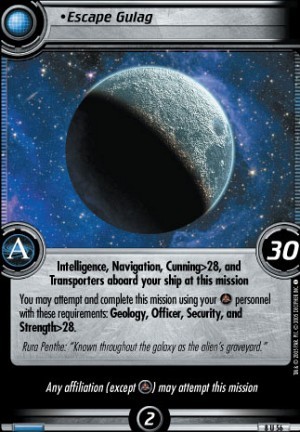 •Escape Gulag
A
30
Intelligence, Navigation, Cunning>28, and
Transporters aboard your ship at this mission
You may attempt and complete this mission using your personnel
with these requirements: Geology, Officer, Security, and
Strength>28.
Rura Penthe: "Known throughout the galaxy as the alien's graveyard."
Any affiliation (except ) may attempt this mission
2
8 U 56